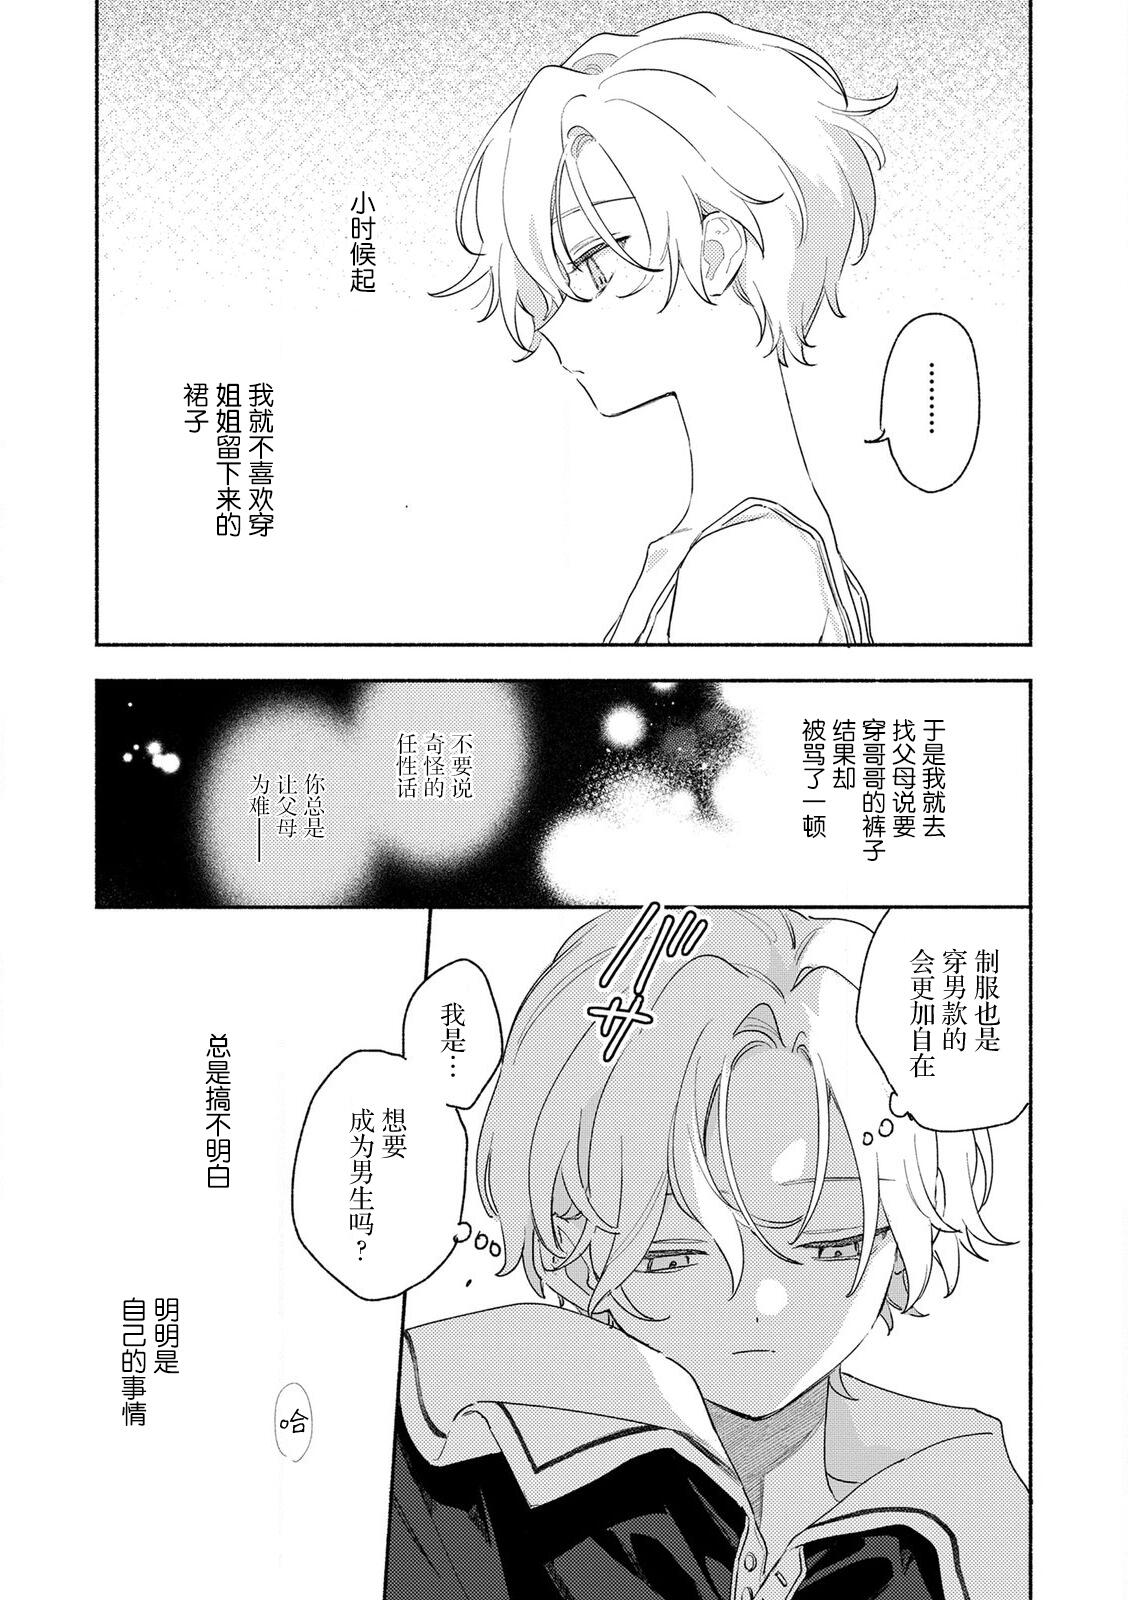 ………
小时候起
我就不喜欢穿
姐姐留下来的
裙子
于是我就去
找父母说要
穿哥哥的裤子
结果却
被骂了一顿
不要说
奇怪的
任性话
你总是
让父母
为难——
制服也是
穿男款的
会更加自在
我是…
想要
成为男生吗？
总是搞不明白
明明是
自己的事情
哈